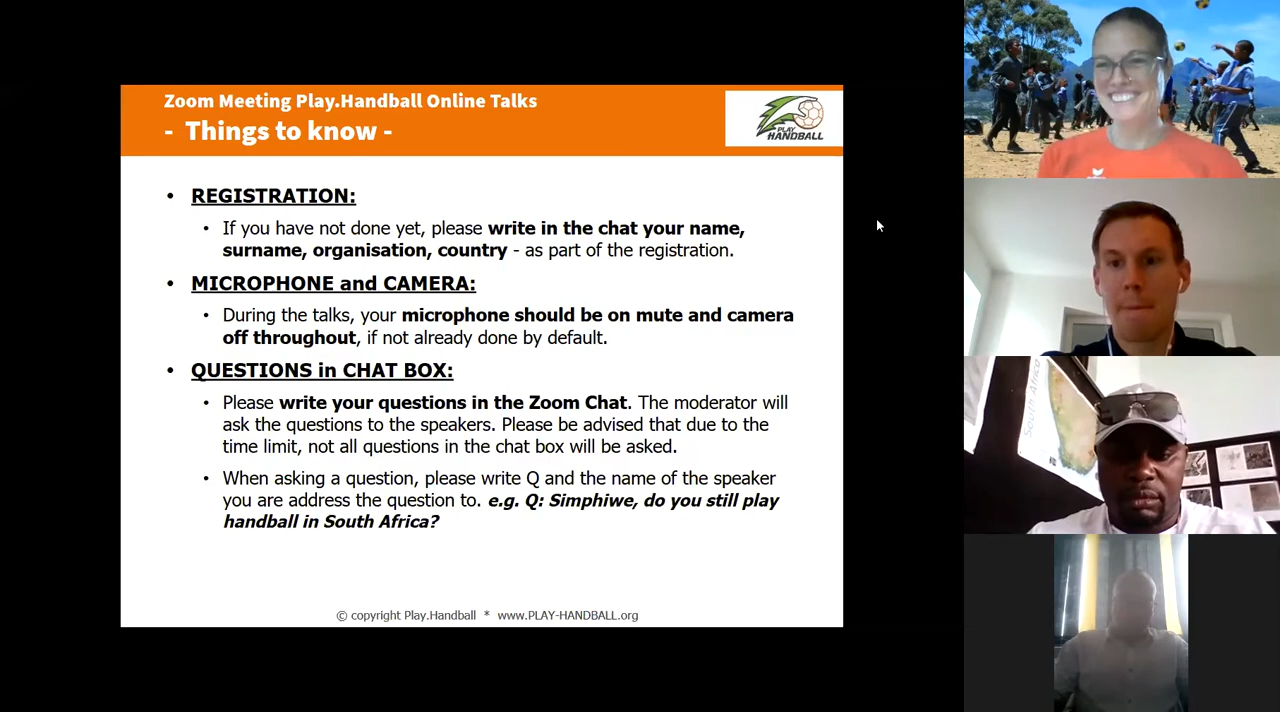 Zoom Meeting Play.Handball Online Talks
- Things to know -
PLAY
HANDBALL
• REGISTRATION:
• If you have not done yet, please write in the chat your name,
surname, organisation, country - as part of the registration.
• MICROPHONE and CAMERA:
• During the talks, your microphone should be on mute and camera
off throughout, if not already done by default.
• QUESTIONS in CHAT BOX:
• Please write your questions in the Zoom Chat. The moderator will
ask the questions to the speakers. Please be advised that due to the
time limit, not all questions in the chat box will be asked.
• When asking a question, please write Q and the name of the speaker
you are address the question to. e.g. Q: Simphiwe, do you still play
handball in South Africa?
© copyright Play.Handball * www.PLAY-HANDBALL.org
South Africa